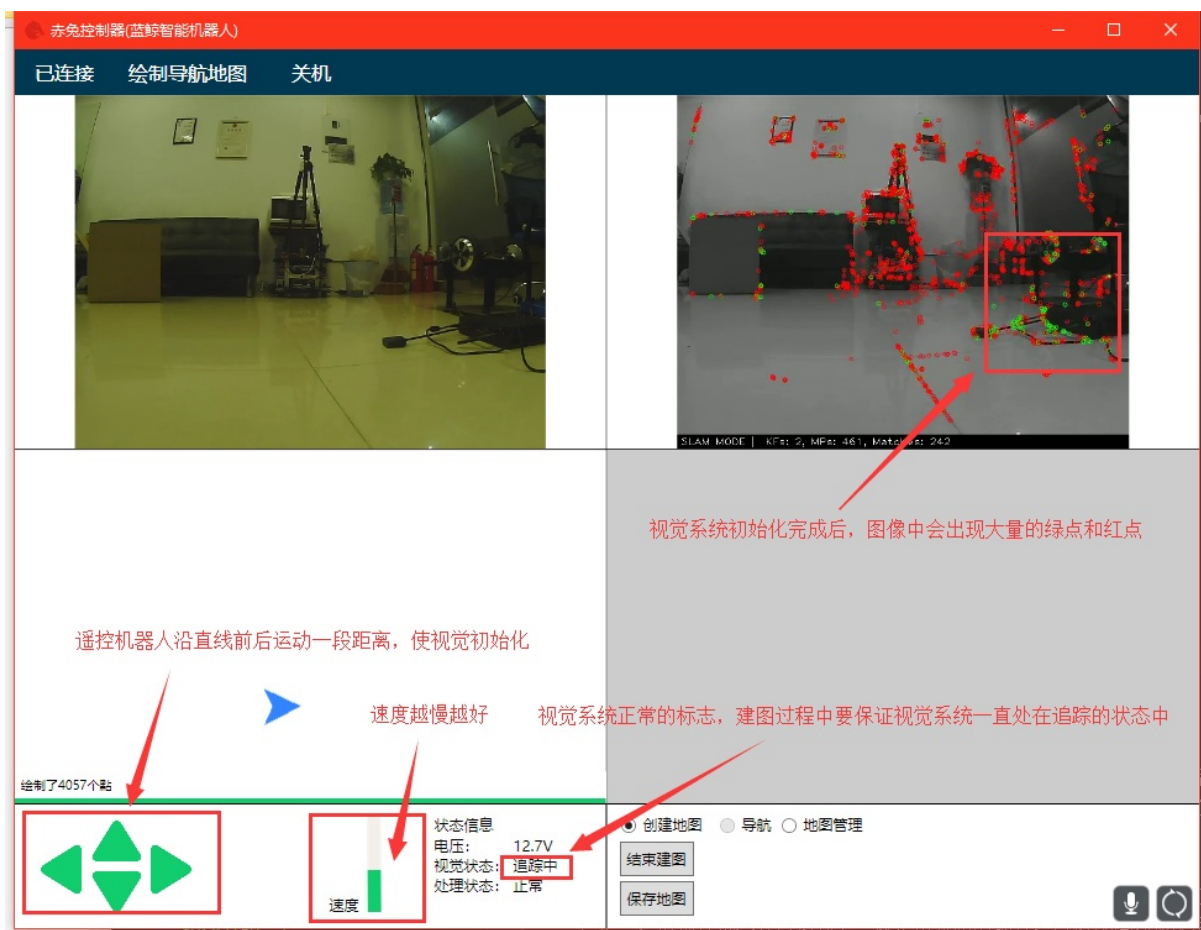 赤兔控制器(蓝鲸智能机器人)
已连接 绘制导航地图 关机
SLAM MODE | KFs: 2, MPs: 461, Matches: 242
视觉系统初始化完成后，图像中会出现大量的绿点和红点
遥控机器人沿直线前后运动一段距离，使视觉初始化
速度越慢越好
视觉系统正常的标志，建图过程中要保证视觉系统一直处在追踪的状态中
绘制了4057个點
速度
状态信息
电压： 12.7V
视觉状态： 追踪中
处理状态： 正常
创建地图 导航 地图管理
结束建图
保存地图